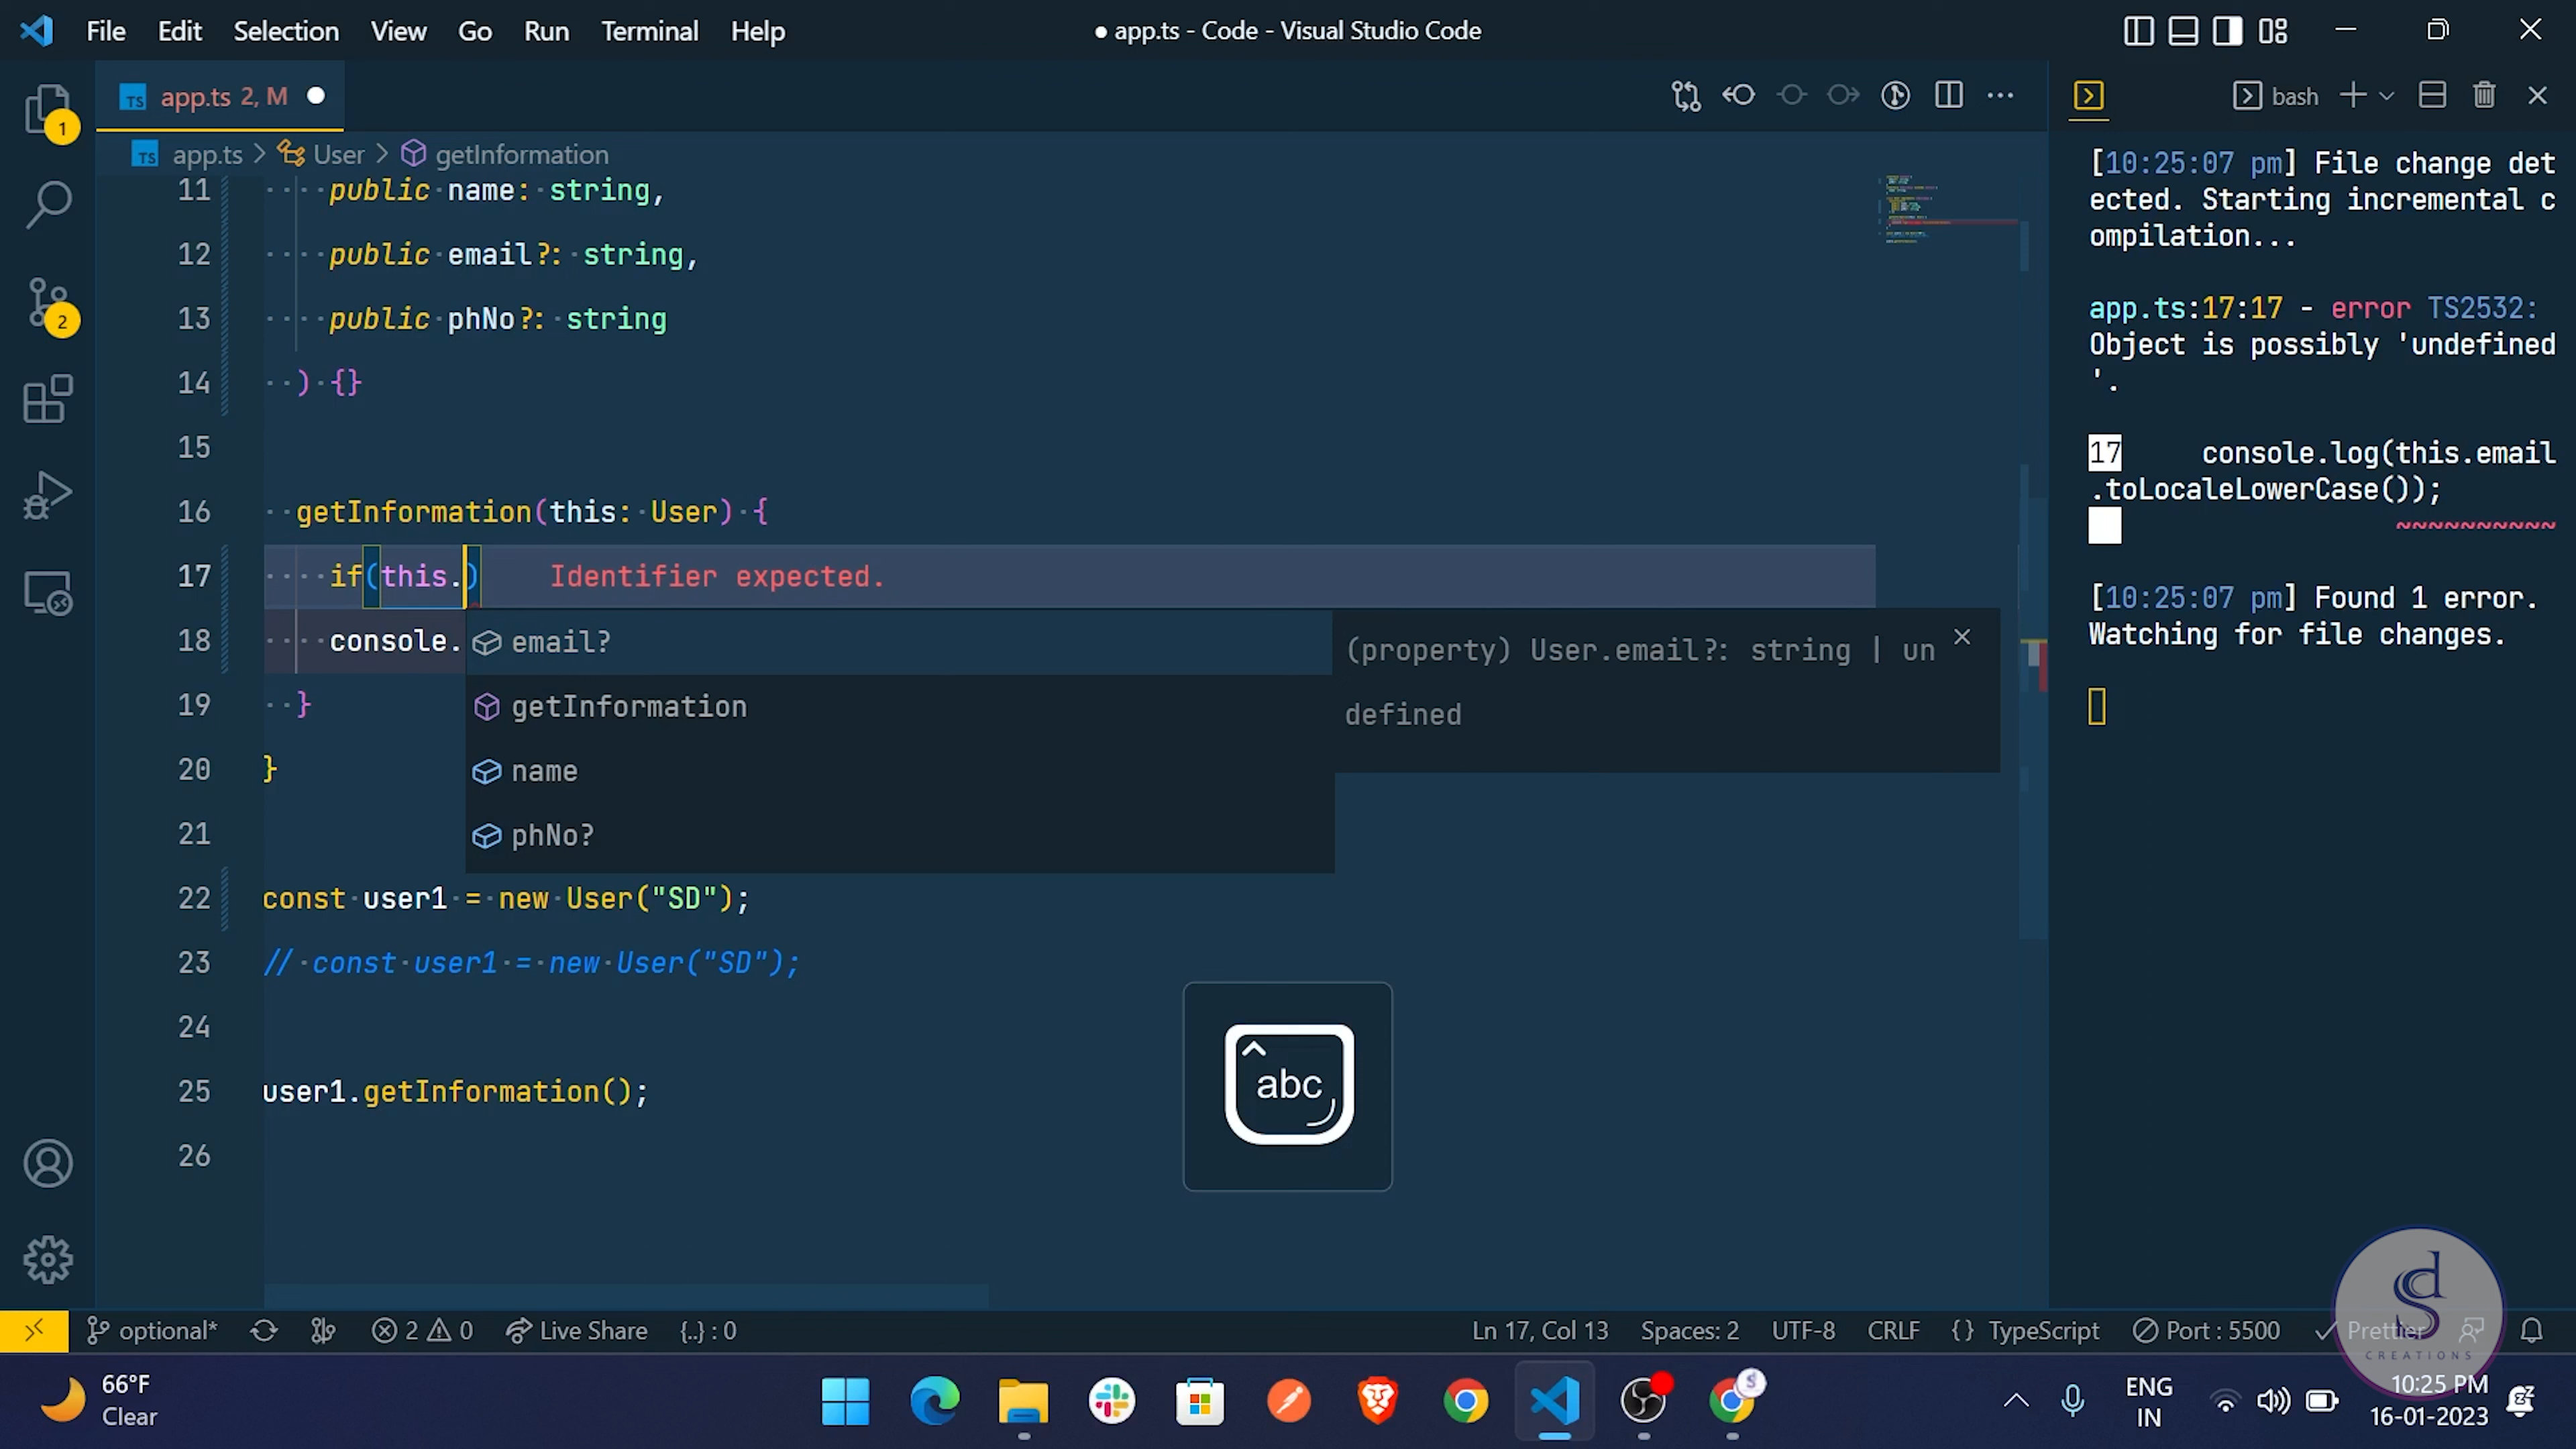 File Edit Selection View Go Run Terminal Help
● app.ts - Code - Visual Studio Code
TS app.ts 2, M ●
bash
1
2
TS app.ts > User > getInformation
11 public name: string,
12 public email?: string,
13 public phNo?: string
14 ) {}
15
16 getInformation(this: User) {
17 if(this.) Identifier expected.
18 console.
19 }
20 }
21
22 const user1 = new User("SD");
23 // const user1 = new User("SD");
24
25 user1.getInformation();
26
email?
getInformation
name
phNo?
(property) User.email?: string | un
defined
abc
[10:25:07 pm] File change det
ected. Starting incremental c
ompilation...
app.ts:17:17 - error TS2532:
Object is possibly 'undefined
'.
17 console.log(this.email
.toLocaleLowerCase());
~~~~~~~~~~
[10:25:07 pm] Found 1 error.
Watching for file changes.
optional* 2 0 Live Share {..} : 0
Ln 17, Col 13 Spaces: 2 UTF-8 CRLF {} TypeScript Port : 5500 Prettier
CREATIONS
66°F
Clear
ENG
IN
10:25 PM
16-01-2023